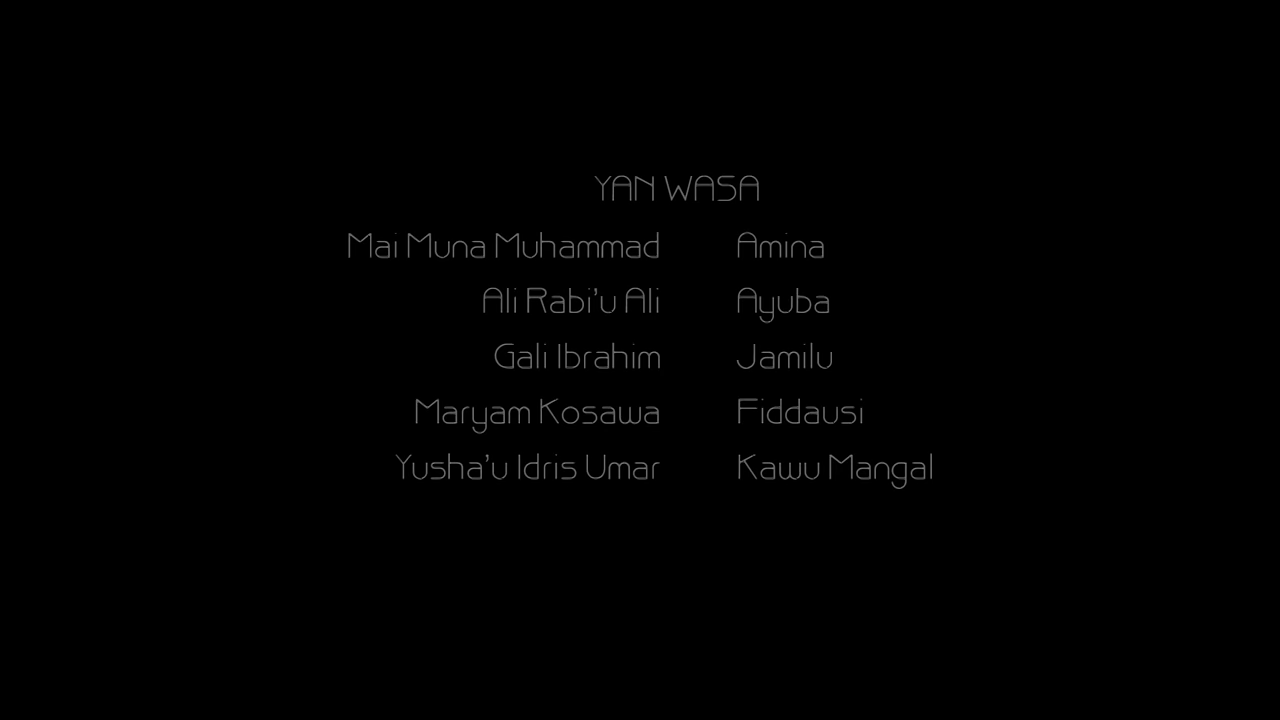 YAN WASA
Mai Muna Muhammad Amina
Ali Rabi'u Ali Ayuba
Gali Ibrahim Jamilu
Maryam Kosawa Fiddausi
Yusha'u Idris Umar Kawu Mangal